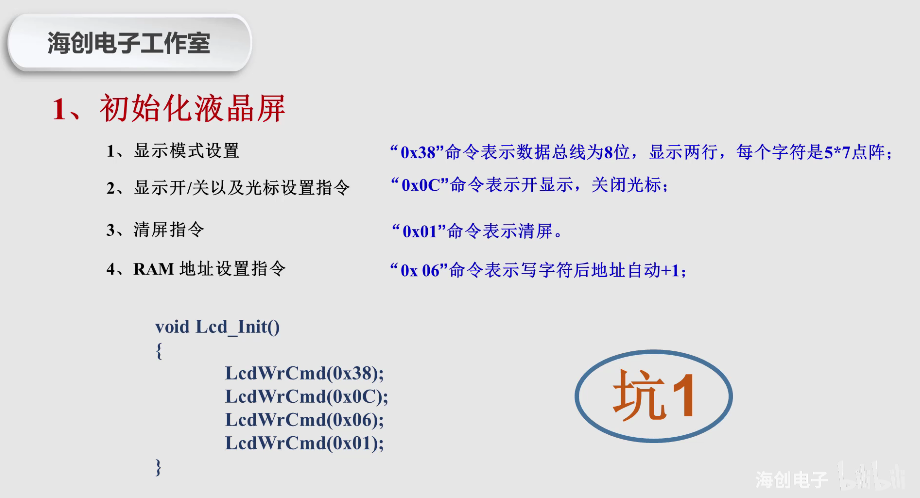 海创电子工作室
1、初始化液晶屏
1、显示模式设置
“0x38”命令表示数据总线为8位，显示两行，每个字符是5*7点阵；
2、显示开/关以及光标设置指令
“0x0C”命令表示开显示，关闭光标；
3、清屏指令
“0x01”命令表示清屏。
4、RAM 地址设置指令
“0x 06”命令表示写字符后地址自动+1；
void Lcd_Init()
{
LcdWrCmd(0x38);
LcdWrCmd(0x0C);
LcdWrCmd(0x06);
LcdWrCmd(0x01);
}
坑1
海创电子 bilibili